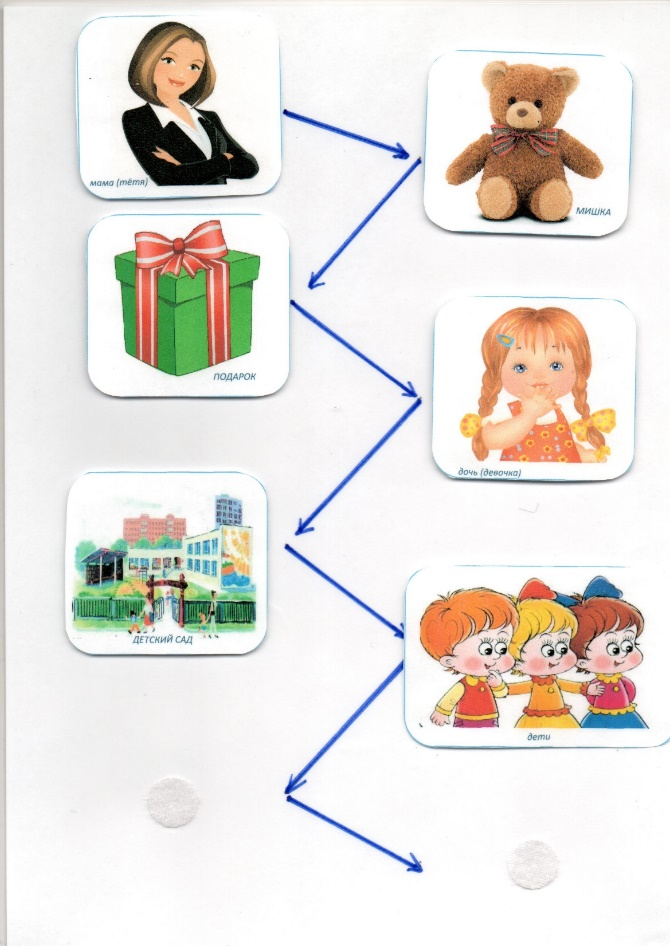 мама (тётя)
МИШКА
ПОДАРОК
дочь (девочка)
ДЕТСКИЙ САД
дети